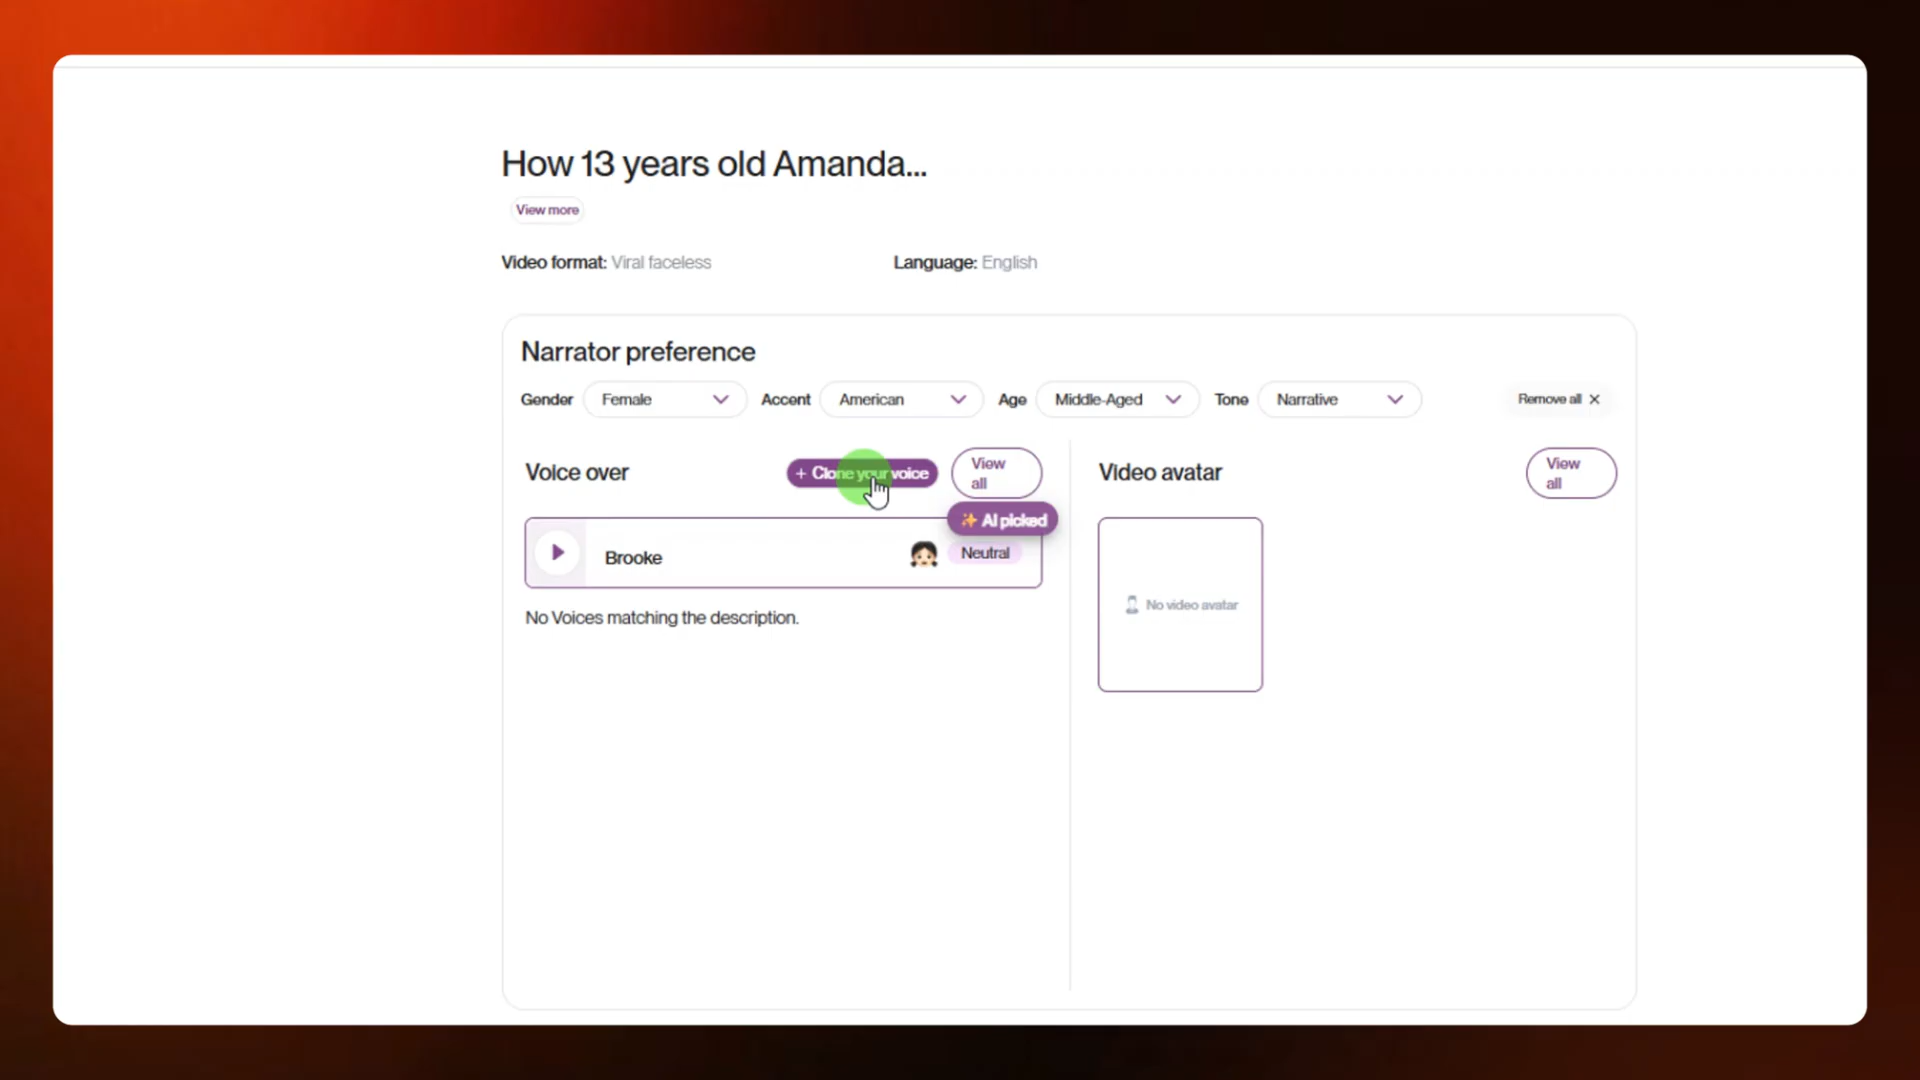 How 13 years old Amanda...
View more
Video format: Viral faceless
Language: English
Narrator preference
Gender Female Accent American Age Middle-Aged Tone Narrative Remove all ×
Voice over
+ Clone your voice
View
all
Video avatar
View
all
AI picked
Brooke
Neutral
No Voices matching the description.
No video avatar